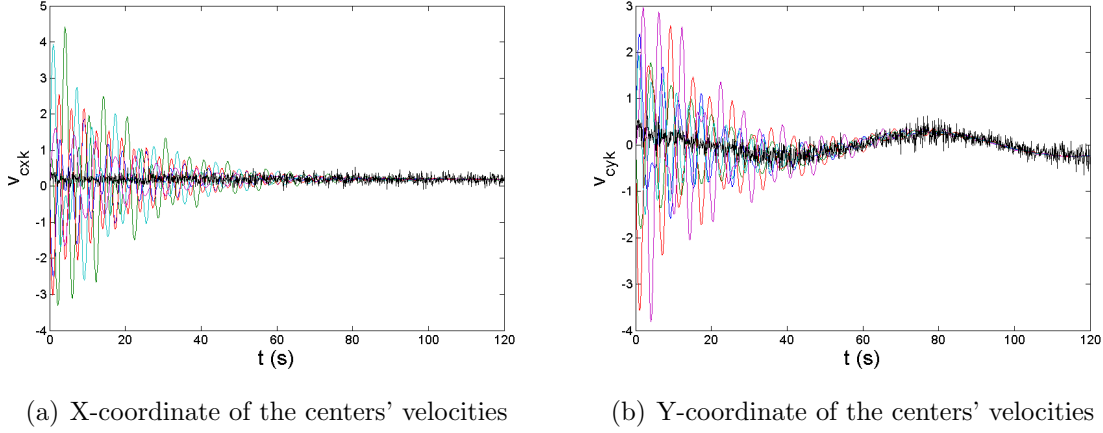 5
4
3
2
1
0
-1
-2
-3
-4
0 20 40 60 80 100 120
v_cxk
t (s)
(a) X-coordinate of the centers' velocities
3
2
1
0
-1
-2
-3
-4
0 20 40 60 80 100 120
v_cyk
t (s)
(b) Y-coordinate of the centers' velocities